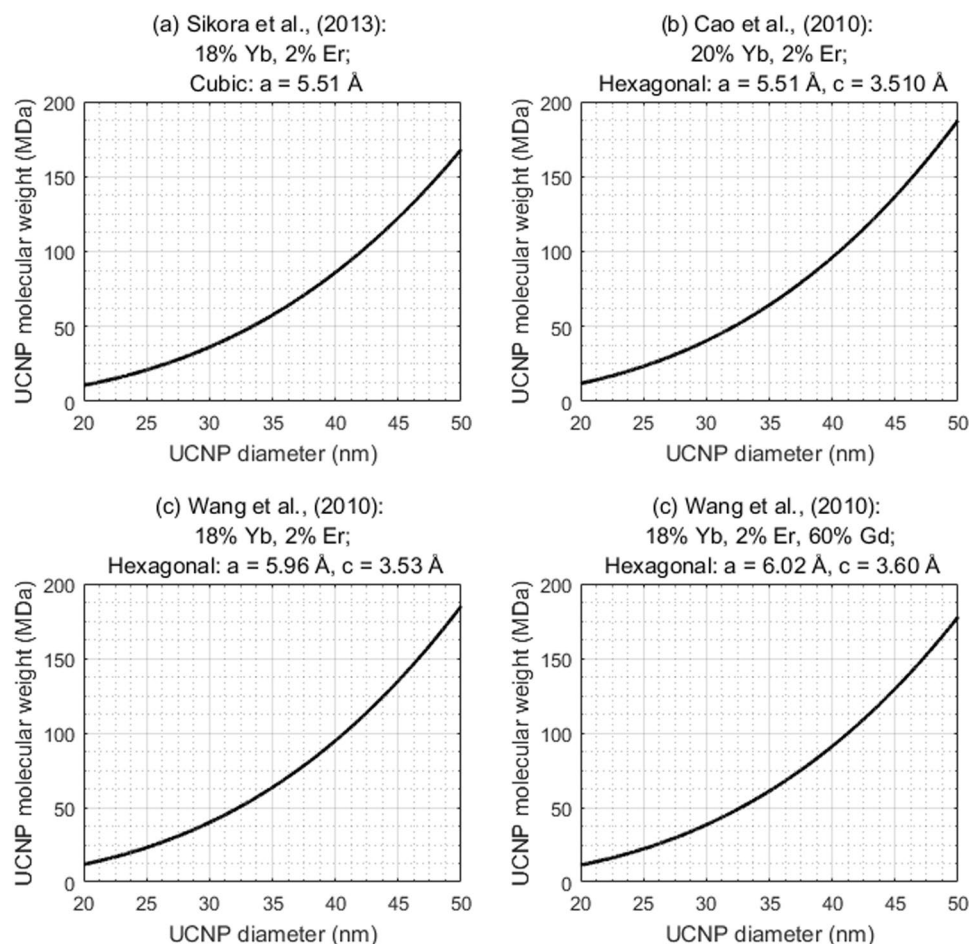 (a) Sikora et al., (2013):
18% Yb, 2% Er;
Cubic: a = 5.51 Å
UCNP molecular weight (MDa)
200
150
100
50
0
20 25 30 35 40 45 50
UCNP diameter (nm)
(b) Cao et al., (2010):
20% Yb, 2% Er;
Hexagonal: a = 5.51 Å, c = 3.510 Å
UCNP molecular weight (MDa)
200
150
100
50
0
20 25 30 35 40 45 50
UCNP diameter (nm)
(c) Wang et al., (2010):
18% Yb, 2% Er;
Hexagonal: a = 5.96 Å, c = 3.53 Å
UCNP molecular weight (MDa)
200
150
100
50
0
20 25 30 35 40 45 50
UCNP diameter (nm)
(c) Wang et al., (2010):
18% Yb, 2% Er, 60% Gd;
Hexagonal: a = 6.02 Å, c = 3.60 Å
UCNP molecular weight (MDa)
200
150
100
50
0
20 25 30 35 40 45 50
UCNP diameter (nm)